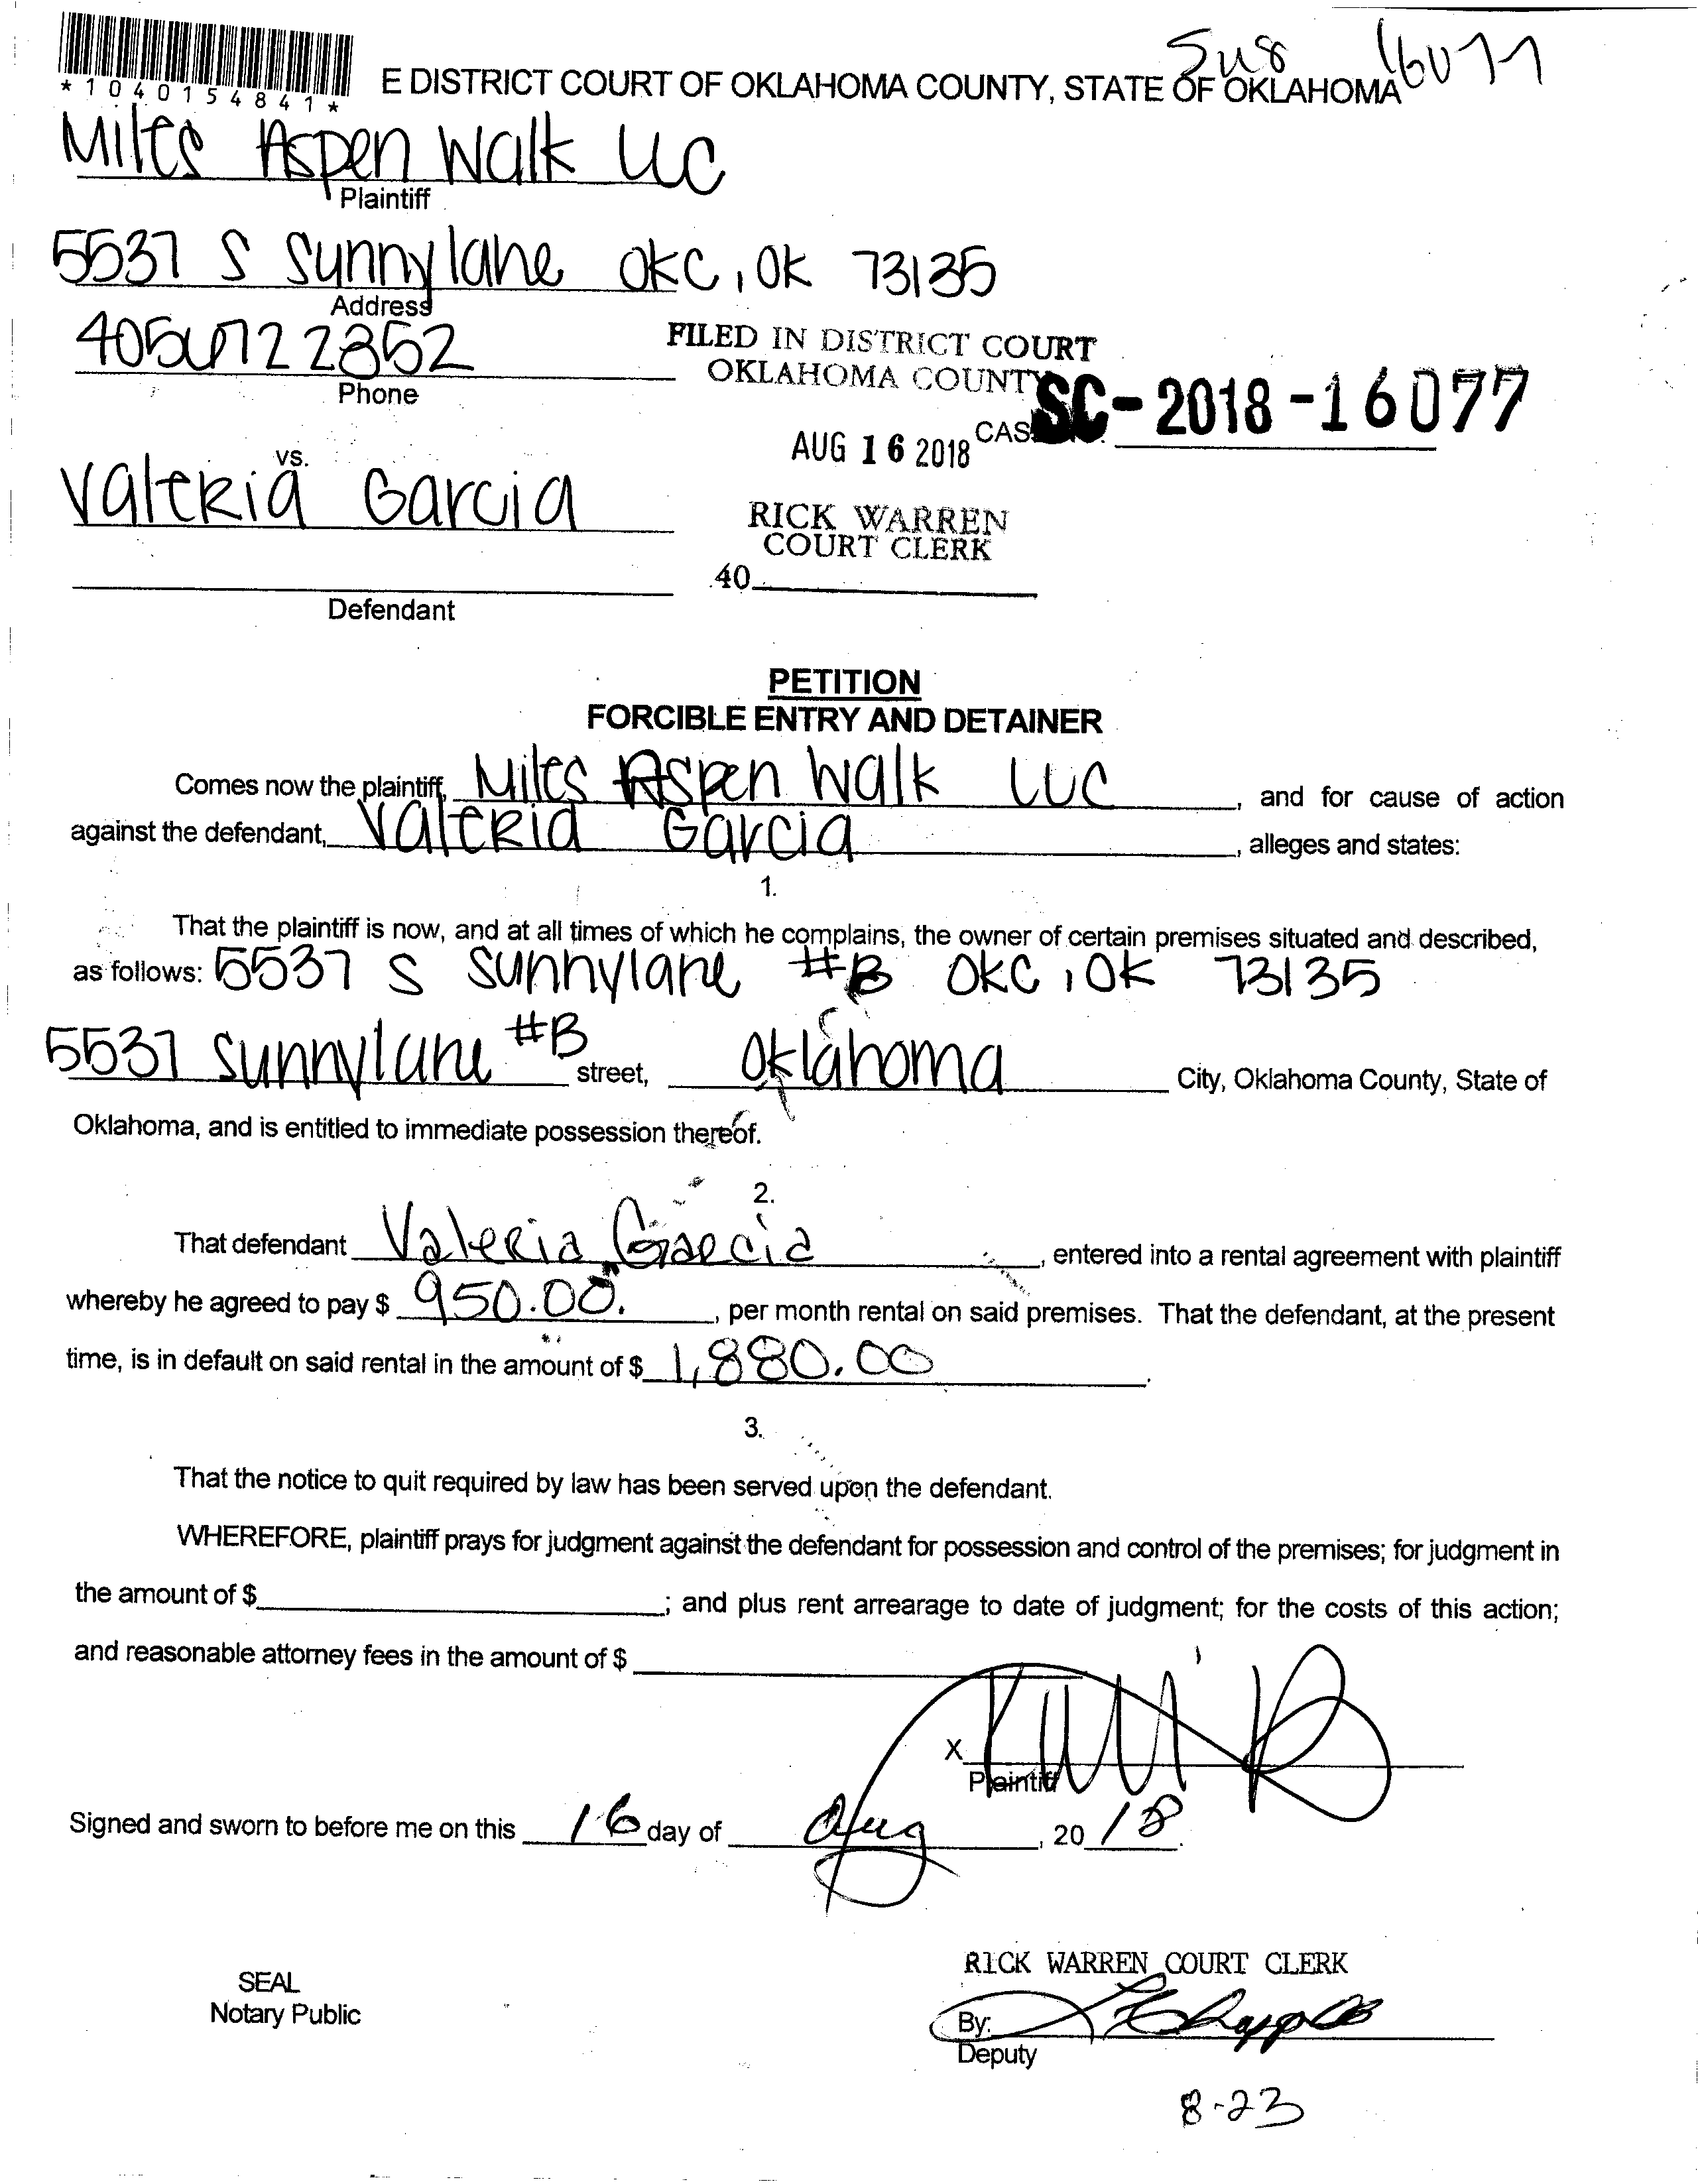 Sus 16077
*1040154841*
E DISTRICT COURT OF OKLAHOMA COUNTY, STATE OF OKLAHOMA
Miles Aspen Walk LLC
Plaintiff
5537 S Sunnylane OKC, OK 73135
Address
4056722352
Phone
FILED IN DISTRICT COURT
OKLAHOMA COUNTY
SC-2018-16077
CAS
AUG 16 2018
vs.
Valeria Garcia
RICK WARREN
COURT CLERK
40
Defendant
PETITION
FORCIBLE ENTRY AND DETAINER
Comes now the plaintiff, Miles Aspen Walk LLC, and for cause of action
against the defendant, Valeria Garcia, alleges and states:
1.
That the plaintiff is now, and at all times of which he complains, the owner of certain premises situated and described,
as follows: 5537 S Sunnylane #B OKC, OK 73135
5537 Sunnylane #B street, Oklahoma City, Oklahoma County, State of
Oklahoma, and is entitled to immediate possession thereof.
2.
That defendant Valeria Garcia, entered into a rental agreement with plaintiff
whereby he agreed to pay $ 950.00., per month rental on said premises. That the defendant, at the present
time, is in default on said rental in the amount of $ 1,880.00.
3.
That the notice to quit required by law has been served upon the defendant.
WHEREFORE, plaintiff prays for judgment against the defendant for possession and control of the premises; for judgment in
the amount of $; and plus rent arrearage to date of judgment; for the costs of this action;
and reasonable attorney fees in the amount of $
X
Plaintiff
Signed and sworn to before me on this 16 day of Aug, 2018.
RICK WARREN COURT CLERK
SEAL
Notary Public
By:
Deputy
8-23